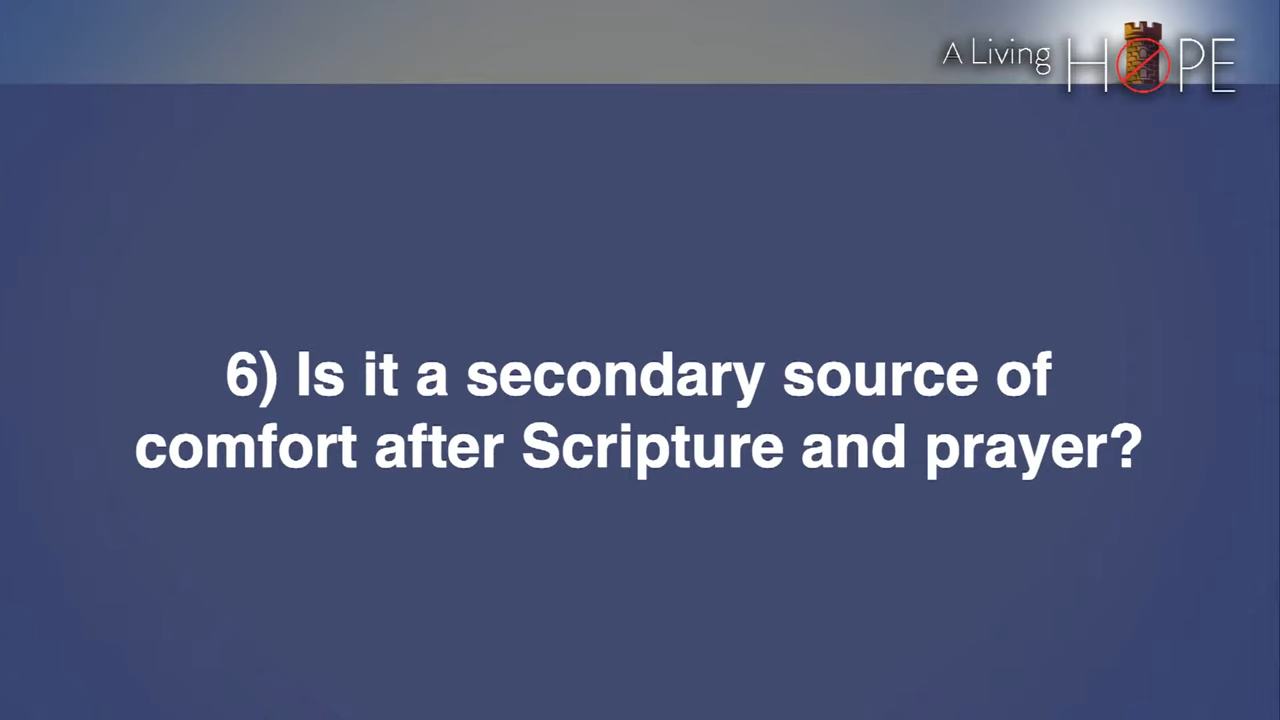 A Living HOPE
6) Is it a secondary source of
comfort after Scripture and prayer?